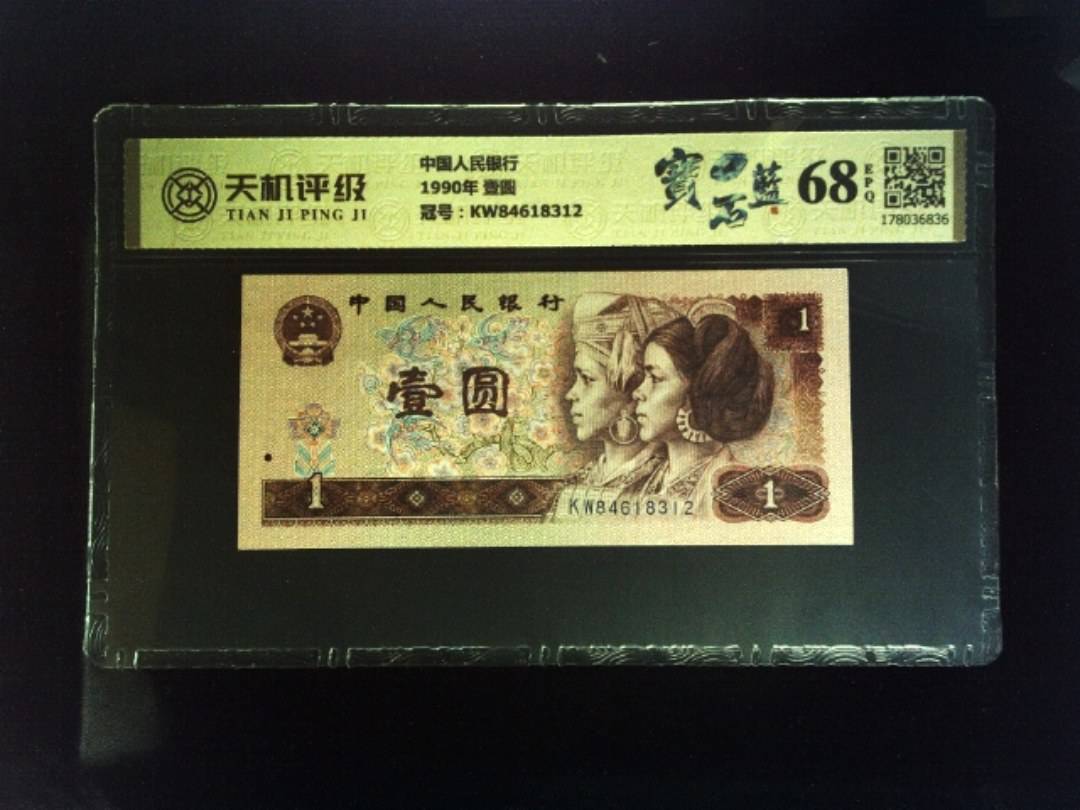 天机评级
TIAN JI PING JI
中国人民银行
1990年 壹圆
冠号:KW84618312
寶石藍
68
EPQ
178036836
中国人民银行
壹圆
1
1
KW84618312
1